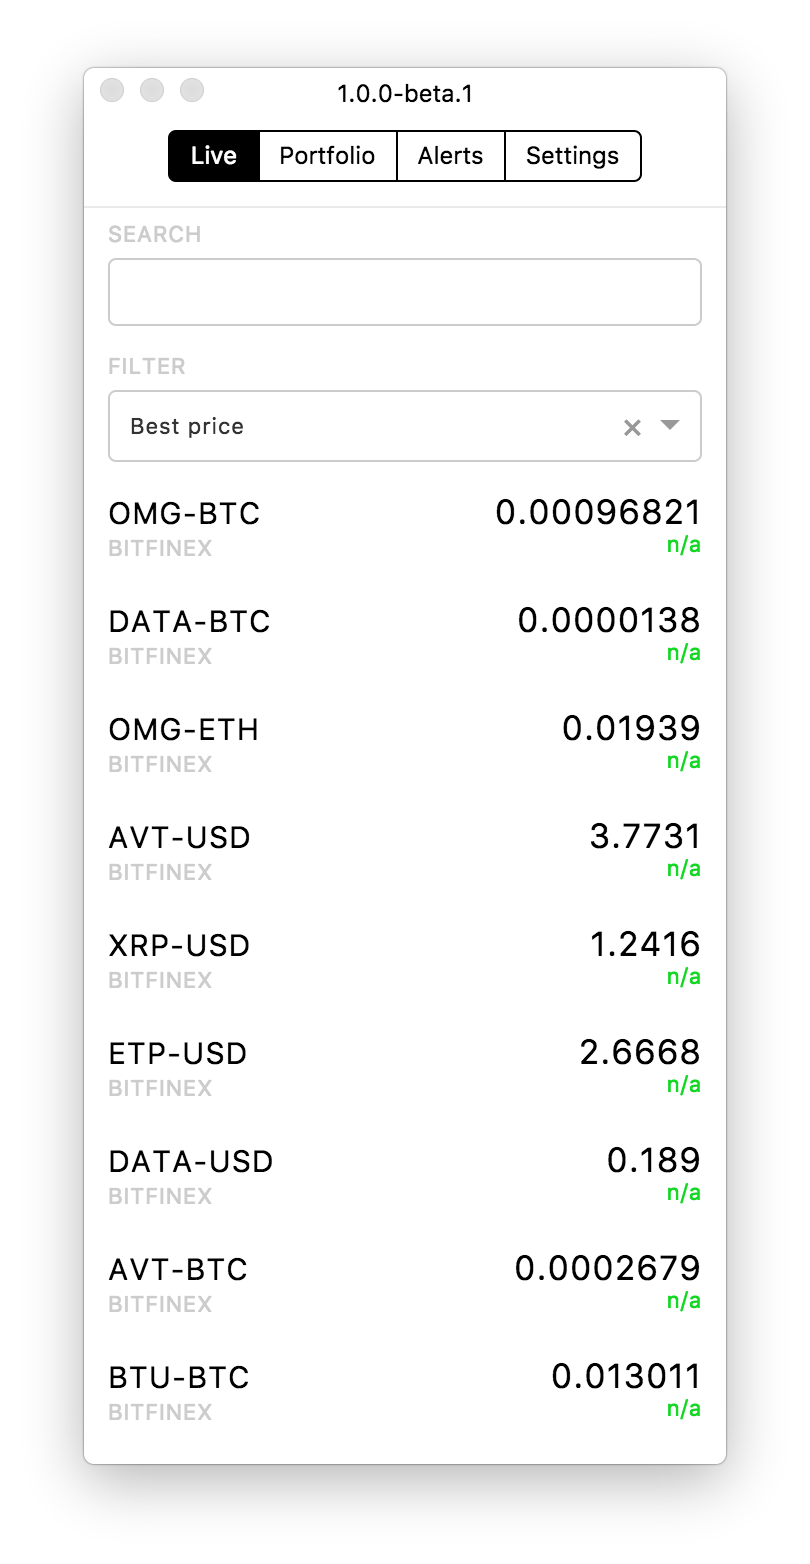 1.0.0-beta.1
Live Portfolio Alerts Settings
SEARCH
FILTER
Best price
OMG-BTC 0.00096821
BITFINEX n/a
DATA-BTC 0.0000138
BITFINEX n/a
OMG-ETH 0.01939
BITFINEX n/a
AVT-USD 3.7731
BITFINEX n/a
XRP-USD 1.2416
BITFINEX n/a
ETP-USD 2.6668
BITFINEX n/a
DATA-USD 0.189
BITFINEX n/a
AVT-BTC 0.0002679
BITFINEX n/a
BTU-BTC 0.013011
BITFINEX n/a